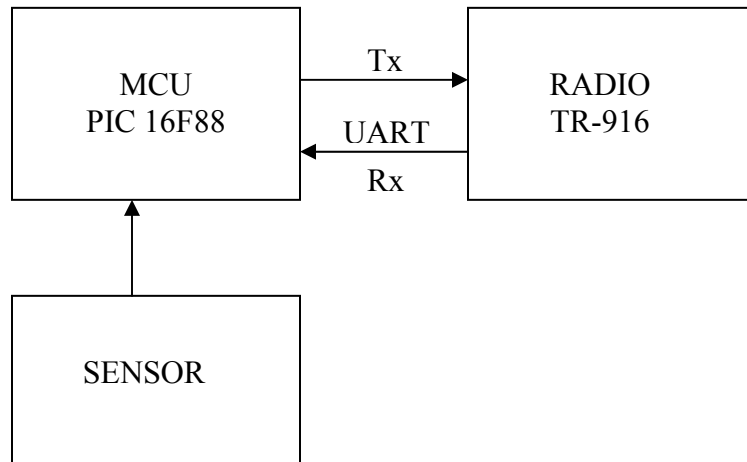 MCU
PIC 16F88
Tx
UART
Rx
RADIO
TR-916
SENSOR